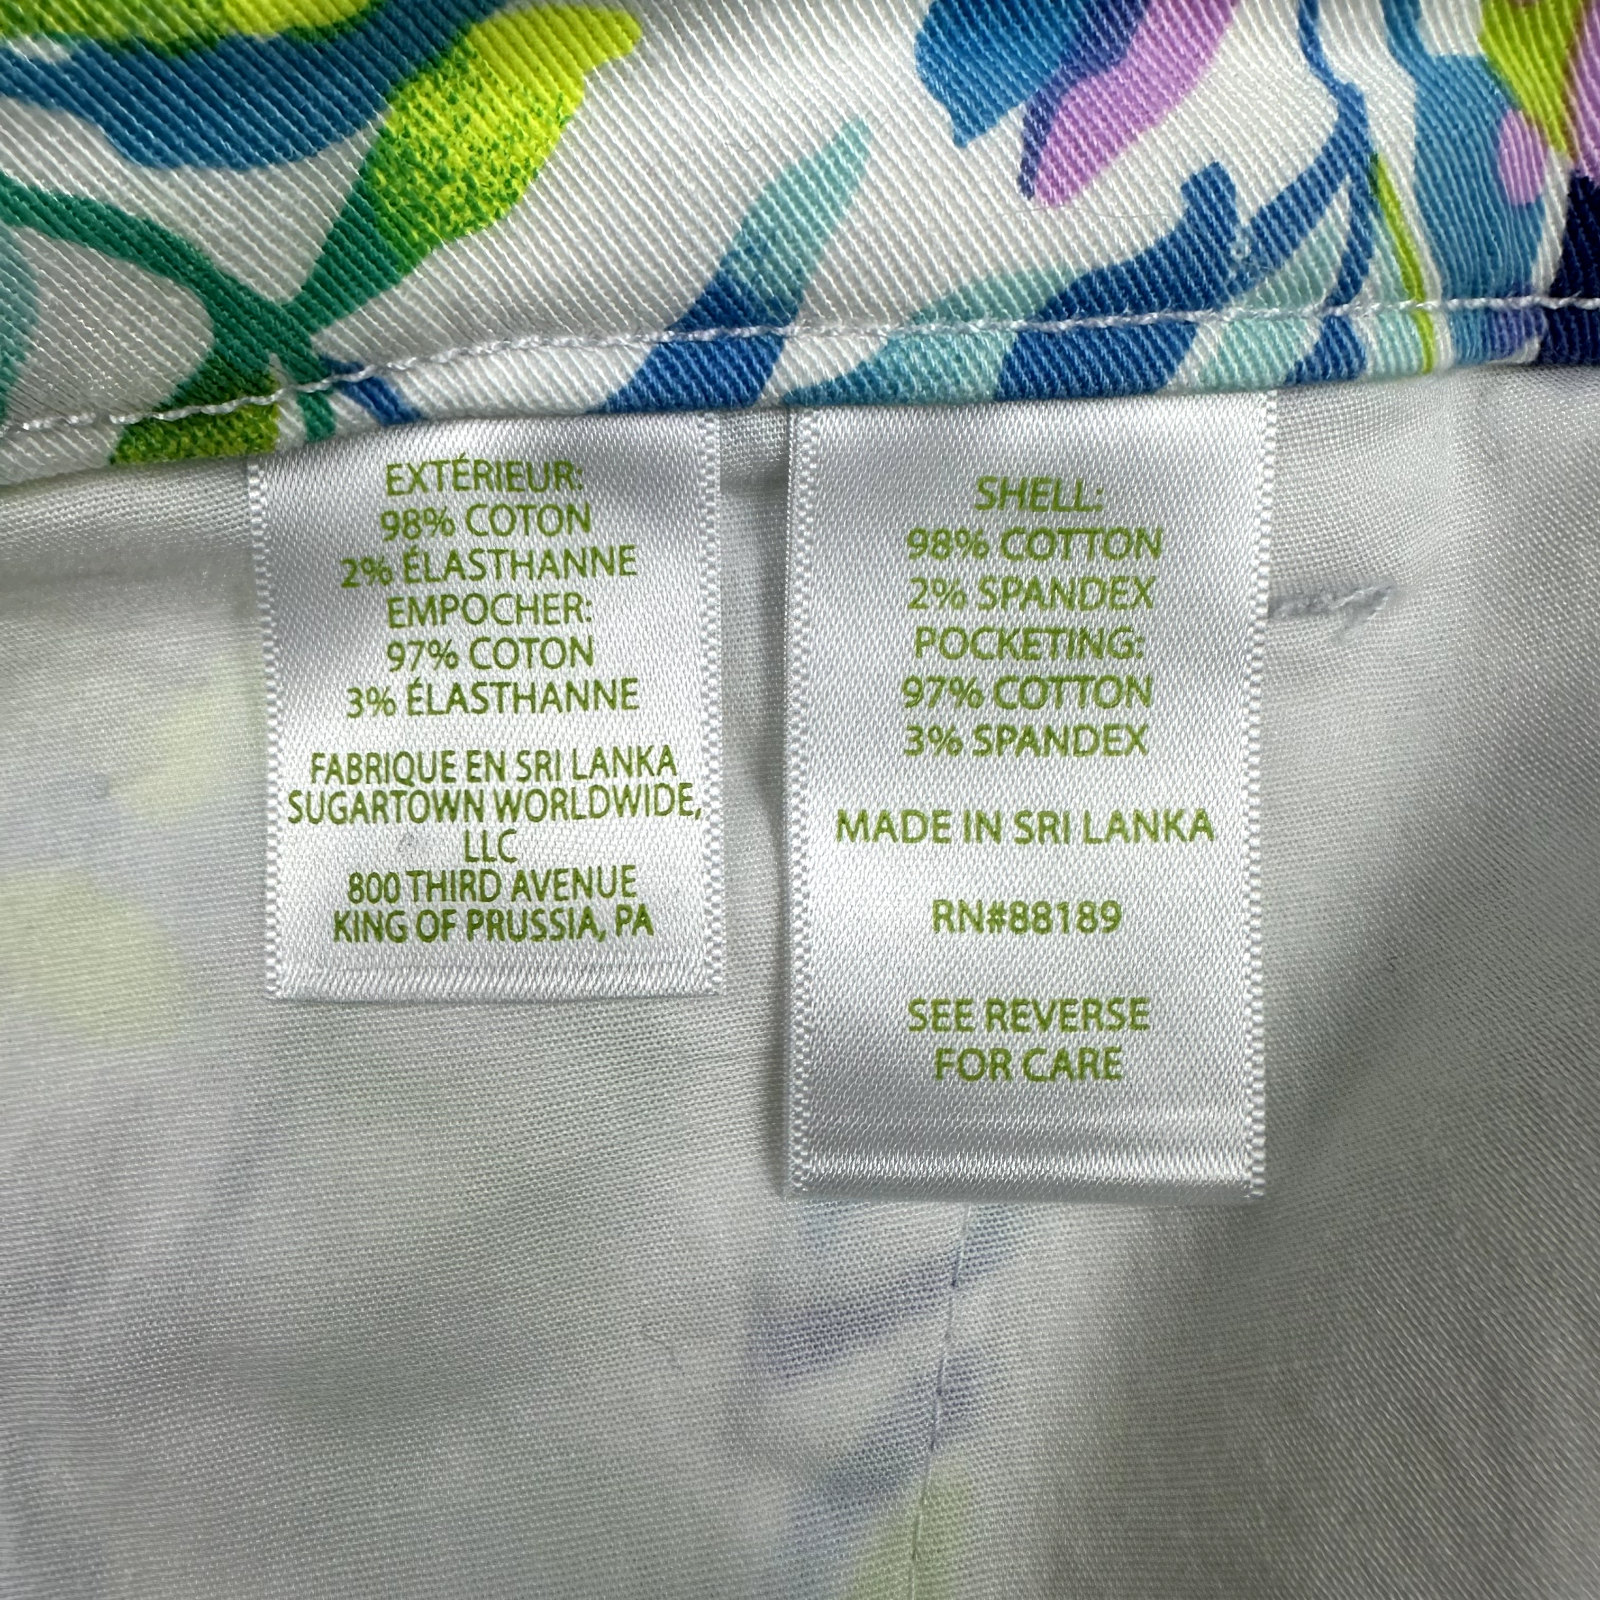 EXTÉRIEUR:
98% COTON
2% ÉLASTHANNE
EMPOCHER:
97% COTON
3% ÉLASTHANNE
FABRIQUE EN SRI LANKA
SUGARTOWN WORLDWIDE,
LLC
800 THIRD AVENUE
KING OF PRUSSIA, PA
SHELL:
98% COTTON
2% SPANDEX
POCKETING:
97% COTTON
3% SPANDEX
MADE IN SRI LANKA
RN#88189
SEE REVERSE
FOR CARE